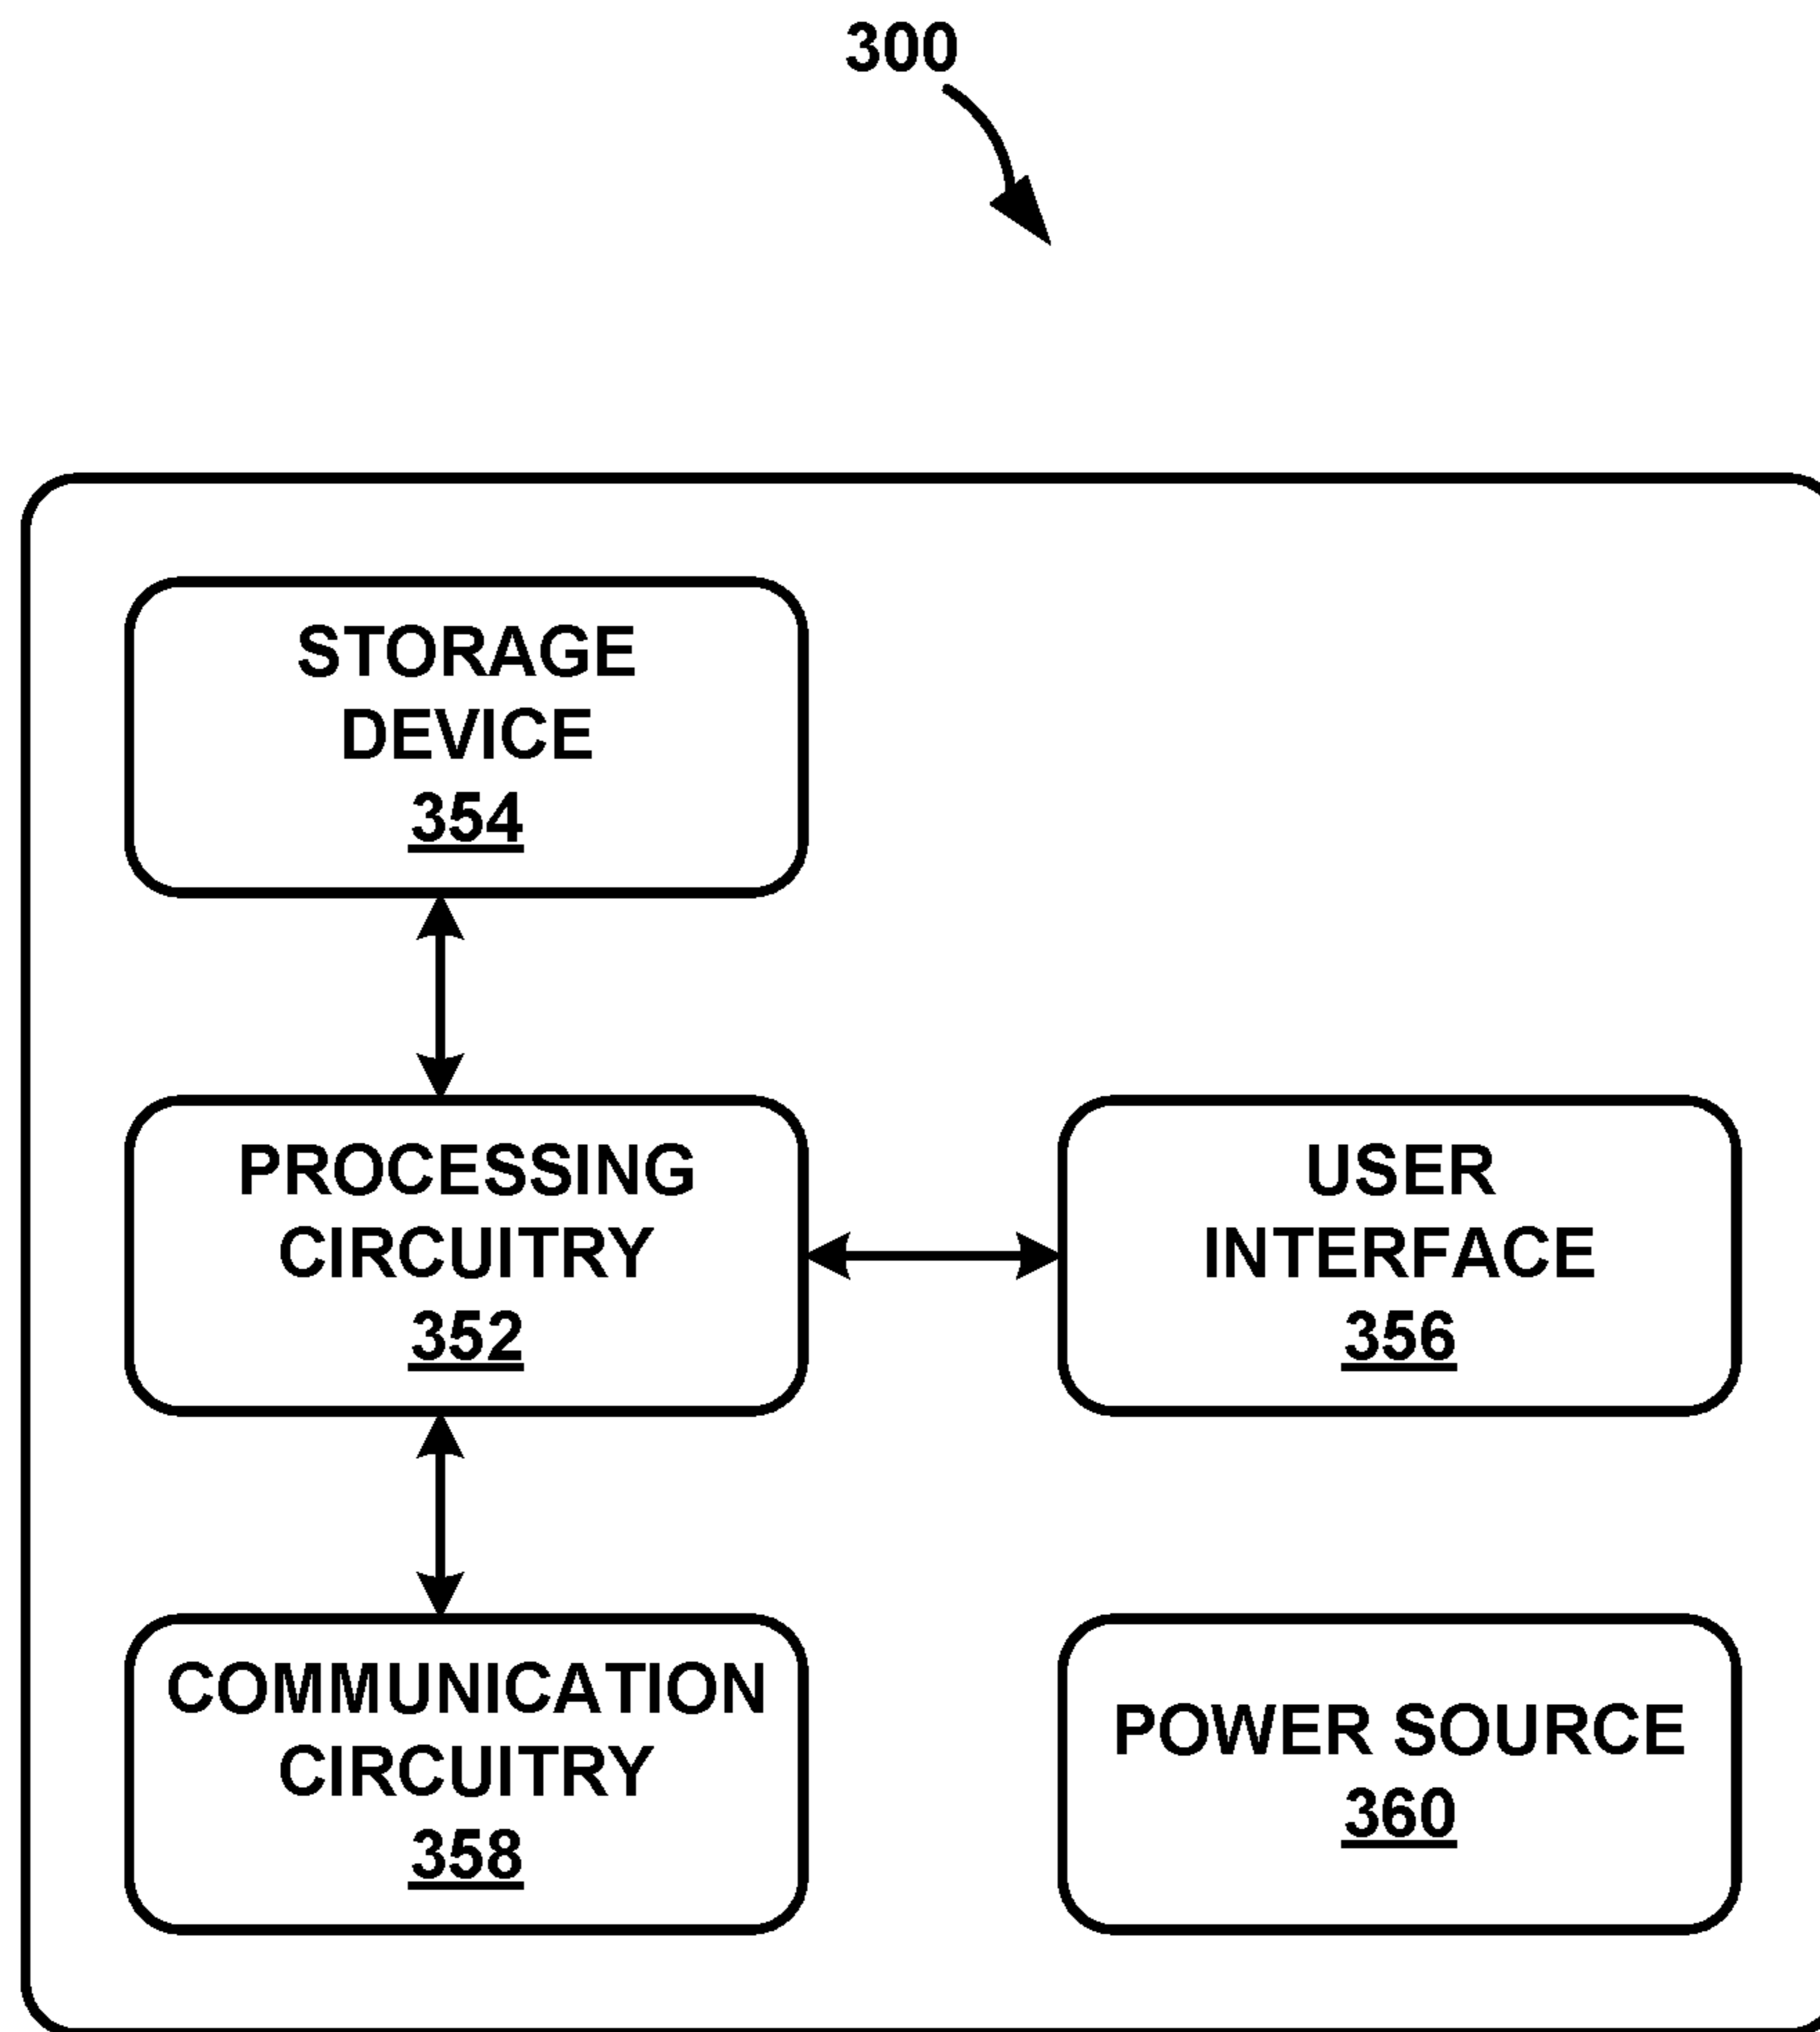 300
STORAGE
DEVICE
354
PROCESSING
CIRCUITRY
352
USER
INTERFACE
356
COMMUNICATION
CIRCUITRY
358
POWER SOURCE
360